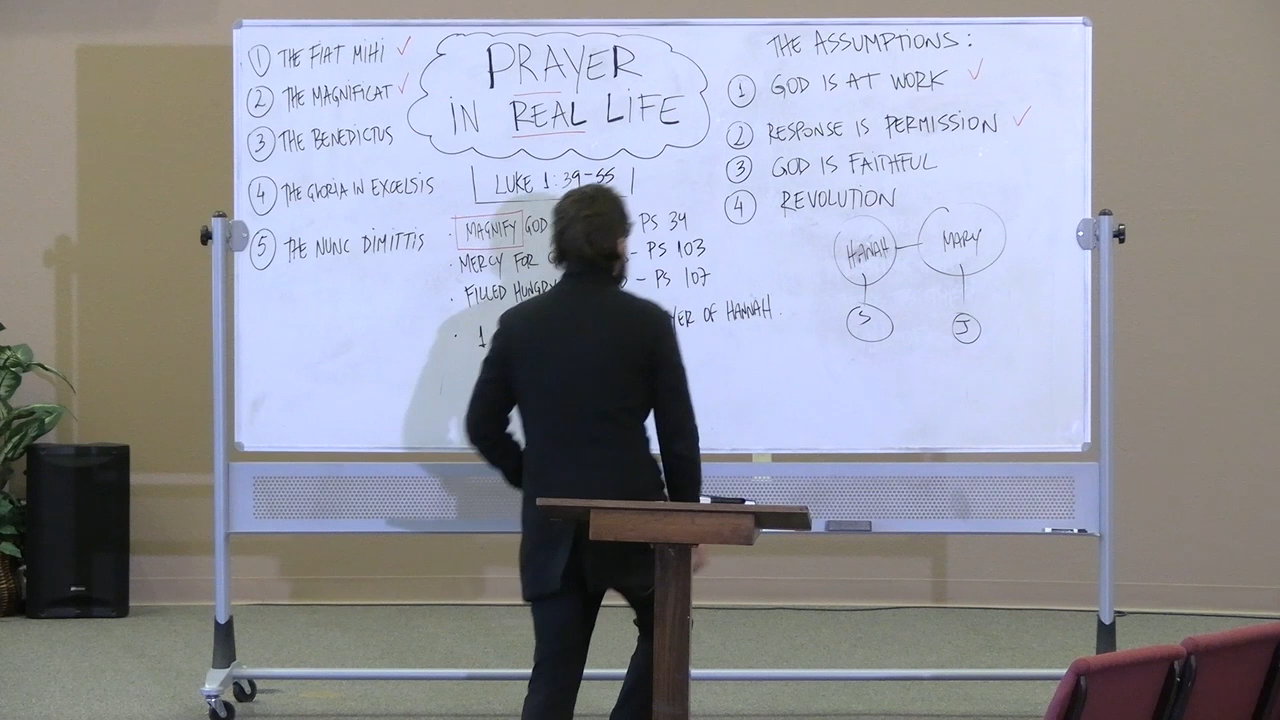 ① THE FIAT MIHI ✓
② THE MAGNIFICAT ✓
③ THE BENEDICTUS
④ THE GLORIA IN EXCELSIS
⑤ THE NUNC DIMITTIS
PRAYER
IN REAL LIFE
LUKE 1:39-55
· MAGNIFY GOD - PS 34
· MERCY FOR - PS 103
· FILLED HUNGRY - PS 107
· 1 OF HANNAH.
THE ASSUMPTIONS:
① GOD IS AT WORK ✓
② RESPONSE IS PERMISSION ✓
③ GOD IS FAITHFUL
④ REVOLUTION
HANAH - MARY
S J